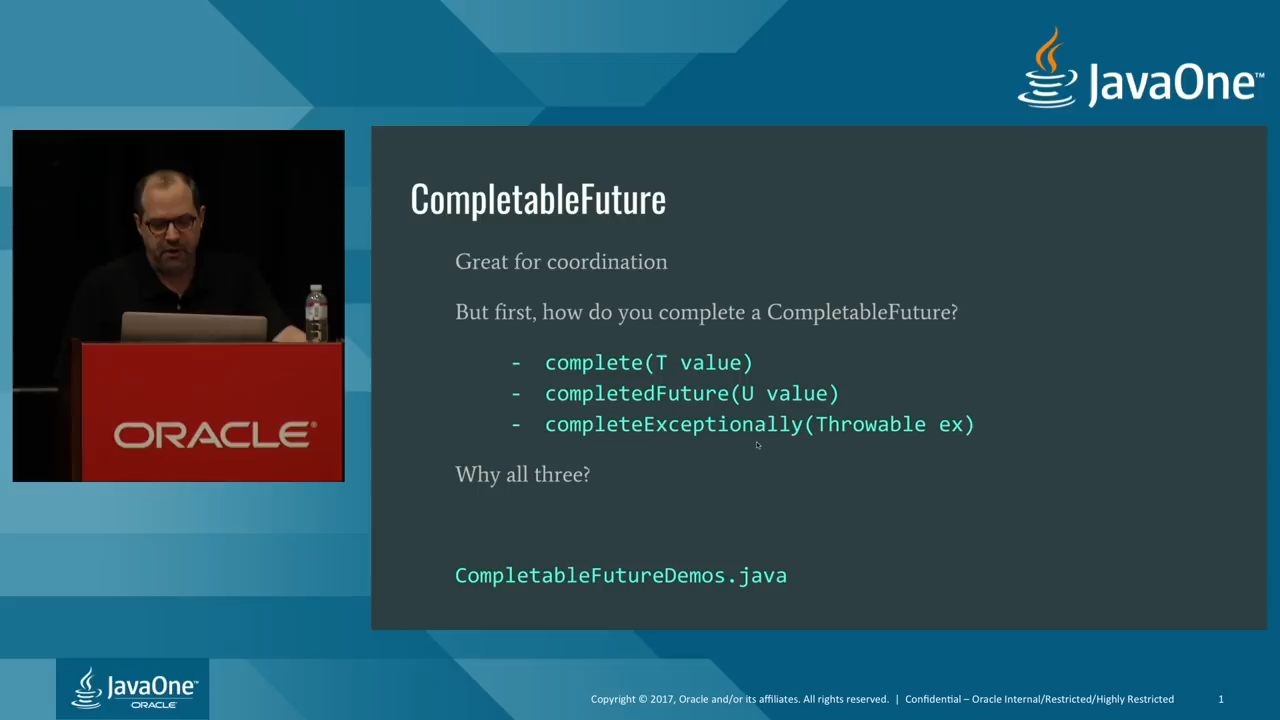 JavaOne™
CompletableFuture
Great for coordination
But first, how do you complete a CompletableFuture?
- complete(T value)
- completedFuture(U value)
- completeExceptionally(Throwable ex)
Why all three?
CompletableFutureDemos.java
ORACLE®
JavaOne™
ORACLE®
Copyright © 2017, Oracle and/or its affiliates. All rights reserved. | Confidential – Oracle Internal/Restricted/Highly Restricted 1